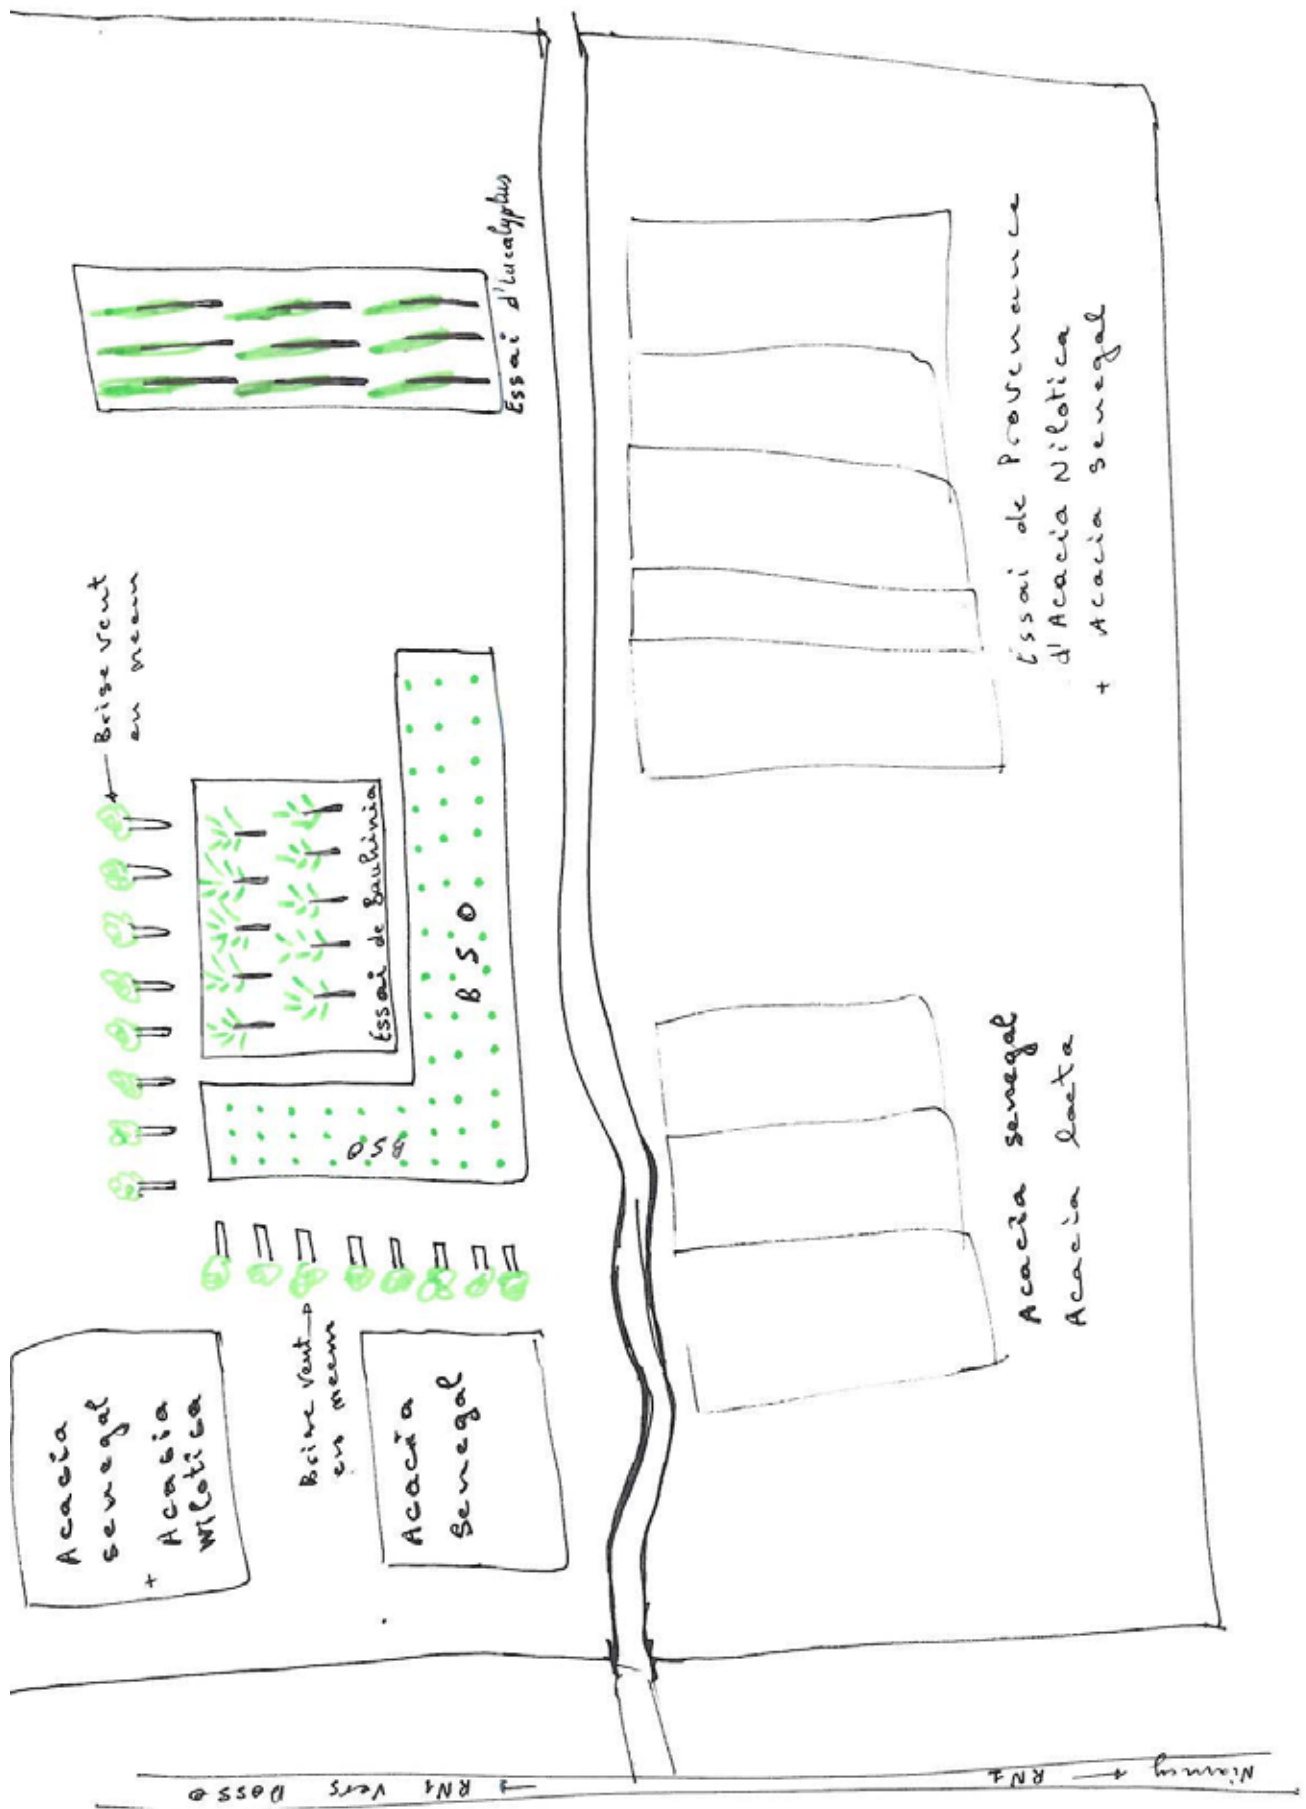 Essai d'Eucalyptus
Brise vent
en neem
Essai de Bauhinia
B S O
BSO
Brise vent
en neem
Acacia
senegal
+ Acacia
Nilotica
Acacia
Senegal
Essai de Provenance
d'Acacia Nilotica
+ Acacia senegal
Acacia senegal
Acacia laeta
RN1 Vers Dosso
Niamey ← RN1